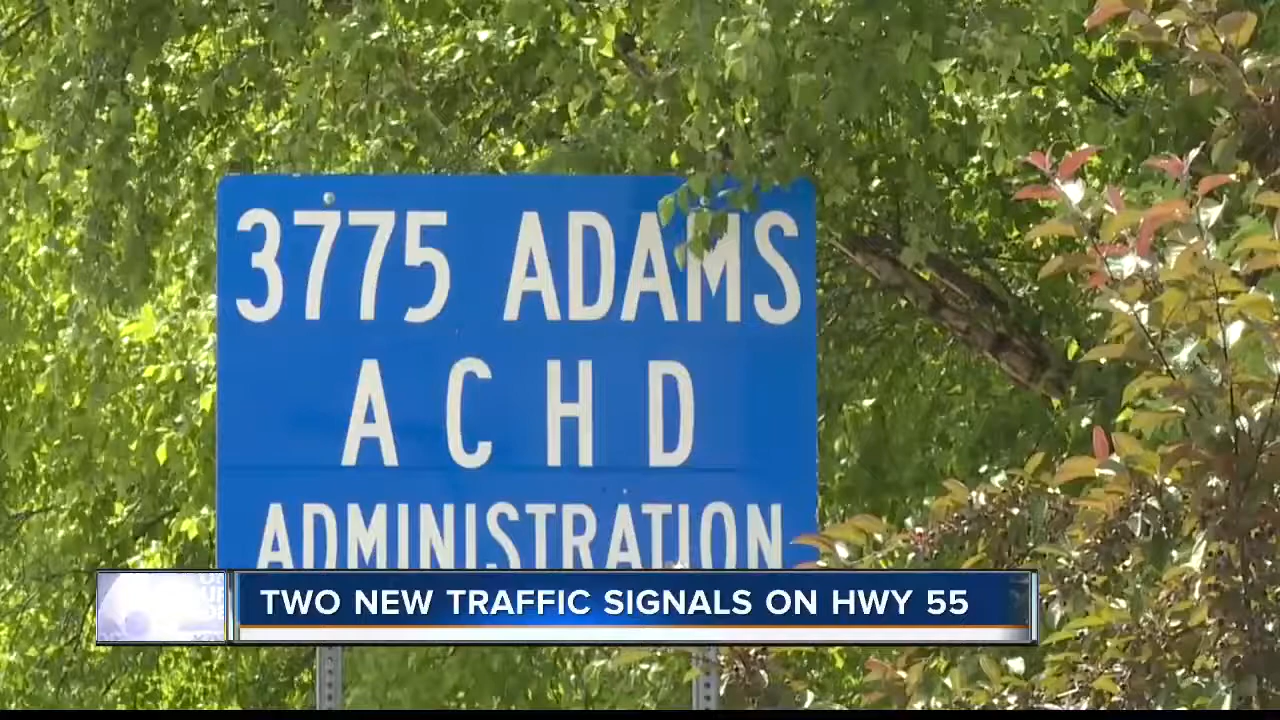 3775 ADAMS
A C H D
ADMINISTRATION
TWO NEW TRAFFIC SIGNALS ON HWY 55